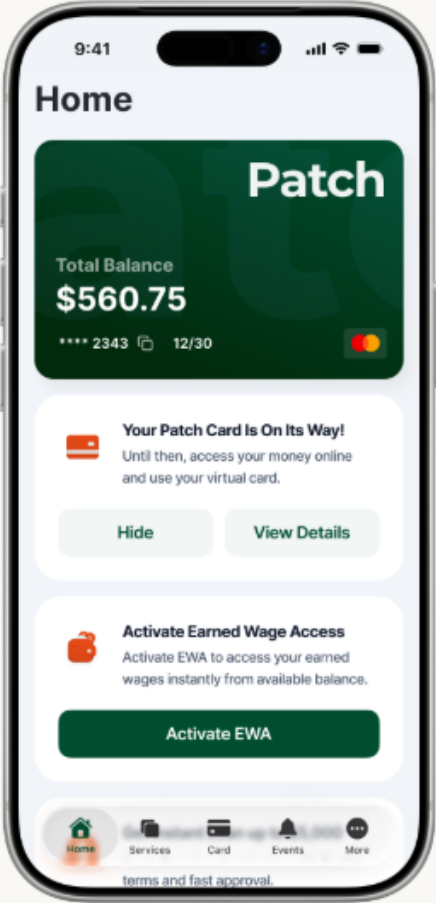 9:41
Home
Patch
Total Balance
$560.75
**** 2343 12/30
Your Patch Card Is On Its Way!
Until then, access your money online
and use your virtual card.
Hide View Details
Activate Earned Wage Access
Activate EWA to access your earned
wages instantly from available balance.
Activate EWA
Home Services Card Events More
terms and fast approval.